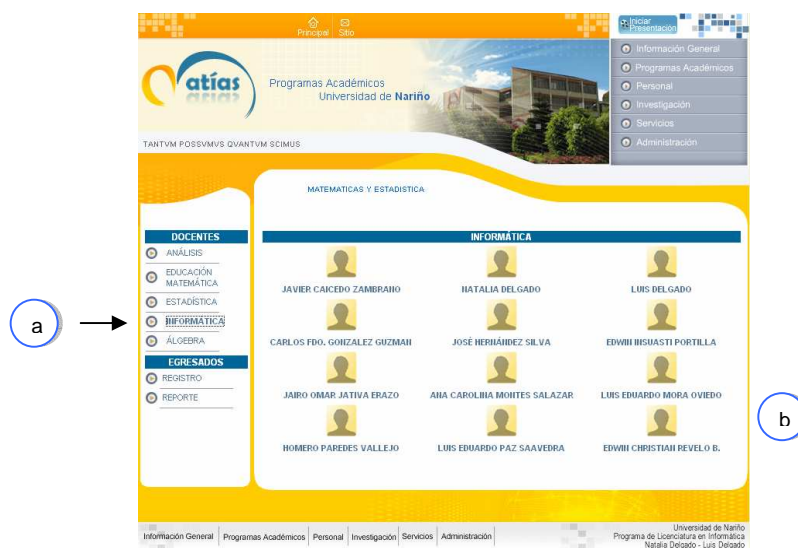 Principal Sitio
Iniciar
Presentación
Información General
Programas Académicos
Personal
Investigación
Servicios
Administración
Vatías
Programas Académicos
Universidad de Nariño
TANTVM POSSVMVS QVANTVM SCIMUS
MATEMATICAS Y ESTADISTICA
DOCENTES
ANÁLISIS
EDUCACIÓN
MATEMÁTICA
ESTADÍSTICA
INFORMÁTICA
ÁLGEBRA
EGRESADOS
REGISTRO
REPORTE
a
INFORMÁTICA
JAVIER CAICEDO ZAMBRANO NATALIA DELGADO LUIS DELGADO
CARLOS FDO. GONZALEZ GUZMAN JOSÉ HERNÁNDEZ SILVA EDWIN INSUASTI PORTILLA
JAIRO OMAR JATIVA ERAZO ANA CAROLINA MONTES SALAZAR LUIS EDUARDO MORA OVIEDO
HOMERO PAREDES VALLEJO LUIS EDUARDO PAZ SAAVEDRA EDWIN CHRISTIAN REVELO B.
b
Información General Programas Académicos Personal Investigación Servicios Administración
Universidad de Nariño
Programa de Licenciatura en Informática
Natalia Delgado - Luis Delgado